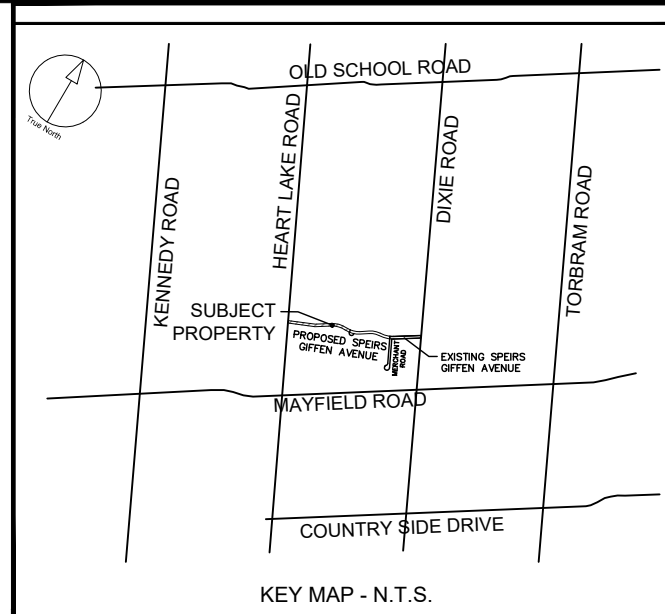 OLD SCHOOL ROAD
True North
KENNEDY ROAD
HEART LAKE ROAD
DIXIE ROAD
TORBRAM ROAD
SUBJECT
PROPERTY
PROPOSED SPEIRS
GIFFEN AVENUE
MERCHANT
ROAD
EXISTING SPEIRS
GIFFEN AVENUE
MAYFIELD ROAD
COUNTRY SIDE DRIVE
KEY MAP - N.T.S.